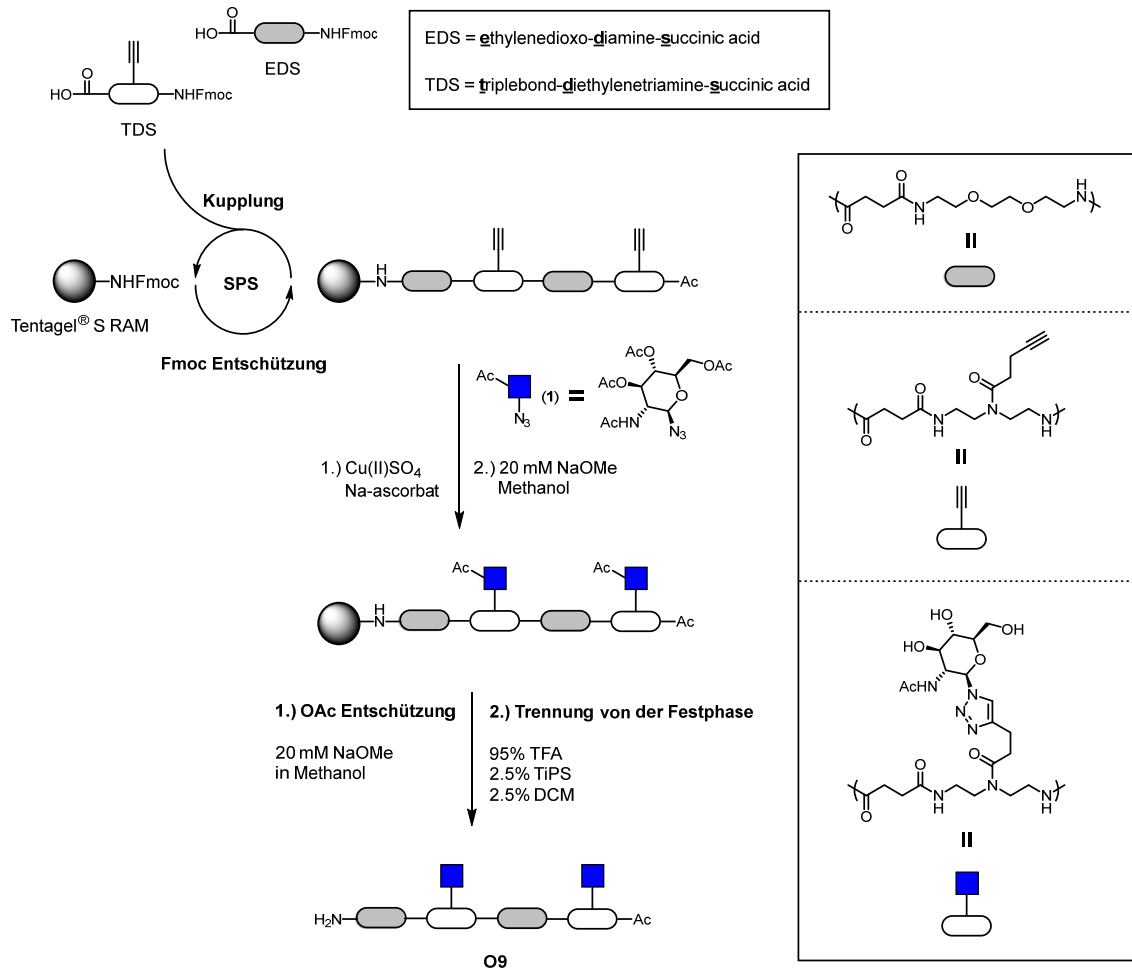 O
HO
NHFmoc
EDS
O
HO
NHFmoc
TDS
EDS = ethylenedioxo-diamine-succinic acid
TDS = triplebond-diethylenetriamine-succinic acid
Kupplung
NHFmoc
SPS
Tentagel® S RAM
Fmoc Entschützung
H
N
Ac
Ac
N3
(1)
=
AcO
OAc
AcO
O
AcHN
N3
1.) Cu(II)SO4
Na-ascorbat
2.) 20 mM NaOMe
Methanol
Ac
Ac
H
N
Ac
1.) OAc Entschützung
20 mM NaOMe
in Methanol
2.) Trennung von der Festphase
95% TFA
2.5% TiPS
2.5% DCM
H2N
Ac
O9
O
O
N
H
O
O
H
N
=
O
O
O
N
H
N
H
N
=
HO
HO
OH
O
AcHN
N
N
N
O
O
O
N
H
N
H
N
=